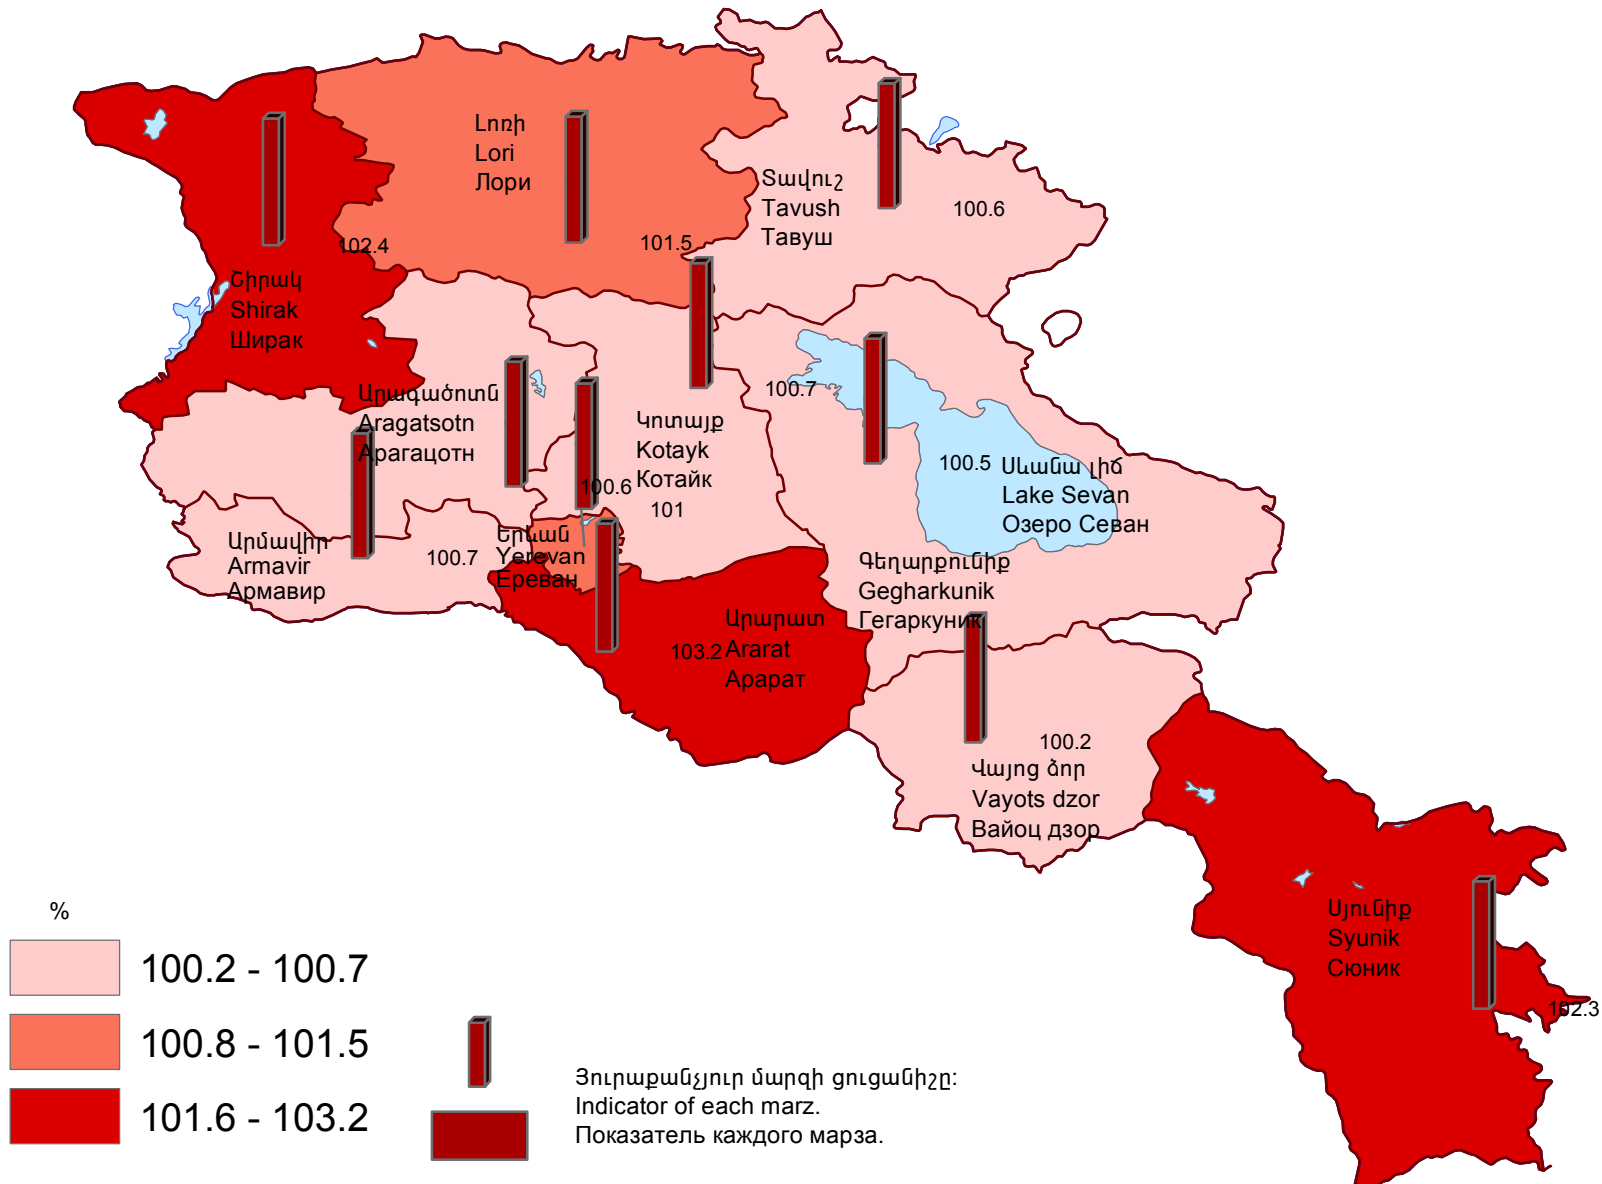 Լոռի
Lori
Лори
101.5
Տավուշ
Tavush
Тавуш
100.6
102.4
Շիրակ
Shirak
Ширак
Արագածոտն
Aragatsotn
Арагацотн
100.6
Կոտայք
Kotayk
Котайк
101
100.7
100.5
Սևանա լիճ
Lake Sevan
Озеро Севан
Արմավիր
Armavir
Армавир
100.7
Երևան
Yerevan
Ереван
Գեղարքունիք
Gegharkunik
Гегаркуник
103.2
Արարատ
Ararat
Арарат
100.2
Վայոց ձոր
Vayots dzor
Вайоц дзор
Սյունիք
Syunik
Сюник
102.3
%
100.2 - 100.7
100.8 - 101.5
101.6 - 103.2
Յուրաքանչյուր մարզի ցուցանիշը:
Indicator of each marz.
Показатель каждого марза.